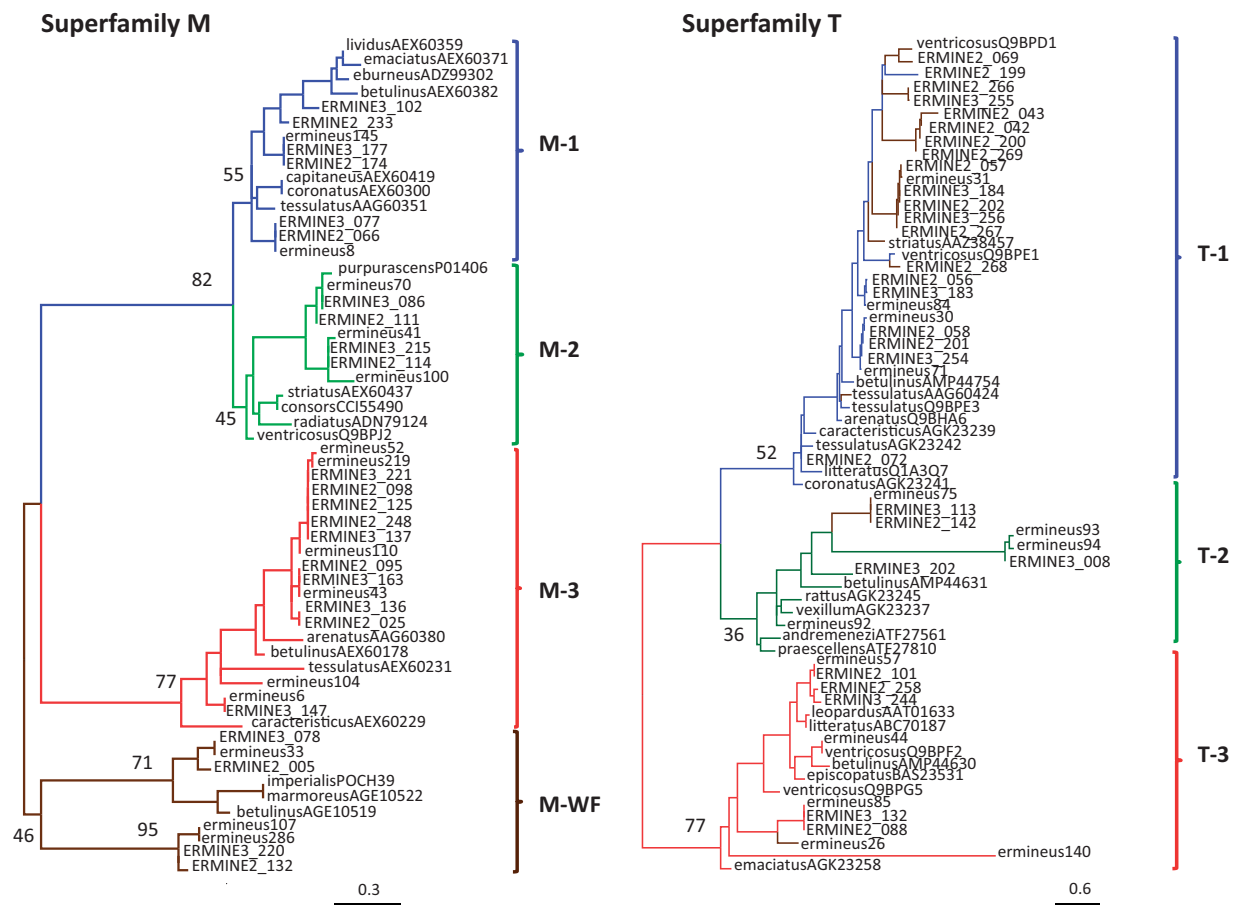 Superfamily M
lividusAEX60359
emaciatusAEX60371
eburneusADZ99302
betulinusAEX60382
ERMINE3_102
ERMINE2_233
ermineus145
ERMINE3_177
ERMINE2_174
capitaneusAEX60419
coronatusAEX60300
tessulatusAAG60351
ERMINE3_077
ERMINE2_066
ermineus8
55
M-1
82
purpurascensP01406
ermineus70
ERMINE3_086
ERMINE2_111
ermineus41
ERMINE3_215
ERMINE2_114
ermineus100
striatusAEX60437
consorsCCI55490
radiatusADN79124
ventricosusQ9BPJ2
45
M-2
ermineus52
ermineus219
ERMINE3_221
ERMINE2_098
ERMINE2_125
ERMINE2_248
ERMINE3_137
ermineus110
ERMINE2_095
ERMINE3_163
ermineus43
ERMINE3_136
ERMINE2_025
arenatusAAG60380
betulinusAEX60178
tessulatusAEX60231
ermineus104
ermineus6
ERMINE3_147
caracteristicusAEX60229
77
M-3
ERMINE3_078
ermineus33
ERMINE2_005
imperialisPOCH39
marmoreusAGE10522
betulinusAGE10519
ermineus107
ermineus286
ERMINE3_220
ERMINE2_132
71
95
46
M-WF
0.3
Superfamily T
ventricosusQ9BPD1
ERMINE2_069
ERMINE2_199
ERMINE2_266
ERMINE3_255
ERMINE2_043
ERMINE2_042
ERMINE2_200
ERMINE2_269
ERMINE2_057
ermineus31
ERMINE3_184
ERMINE2_202
ERMINE3_256
ERMINE2_267
striatusAAZ38457
ventricosusQ9BPE1
ERMINE2_268
ERMINE2_056
ERMINE3_183
ermineus84
ermineus30
ERMINE2_058
ERMINE2_201
ERMINE3_254
ermineus71
betulinusAMP44754
tessulatusAAG60424
tessulatusQ9BPE3
arenatusQ9BHA6
caracteristicusAGK23239
tessulatusAGK23242
ERMINE2_072
litteratusQ1A3Q7
coronatusAGK23241
52
T-1
ermineus75
ERMINE3_113
ERMINE2_142
ermineus93
ermineus94
ERMINE3_008
ERMINE3_202
betulinusAMP44631
rattusAGK23245
vexillumAGK23237
ermineus92
andremeneziATF27561
praescellensATF27810
36
T-2
ermineus57
ERMINE2_101
ERMINE2_258
ERMIN3_244
leopardusAAT01633
litteratusABC70187
ermineus44
ventricosusQ9BPF2
betulinusAMP44630
episcopatusBAS23531
ventricosusQ9BPG5
ermineus85
ERMINE3_132
ERMINE2_088
ermineus26
ermineus140
emaciatusAGK23258
77
T-3
0.6